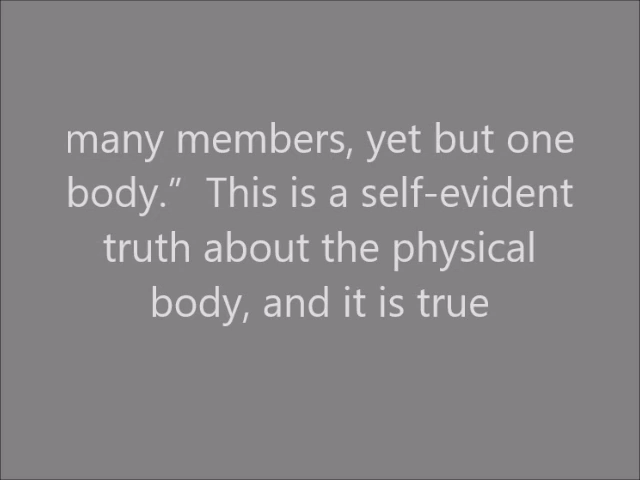 many members, yet but one
body.”  This is a self-evident
truth about the physical
body, and it is true